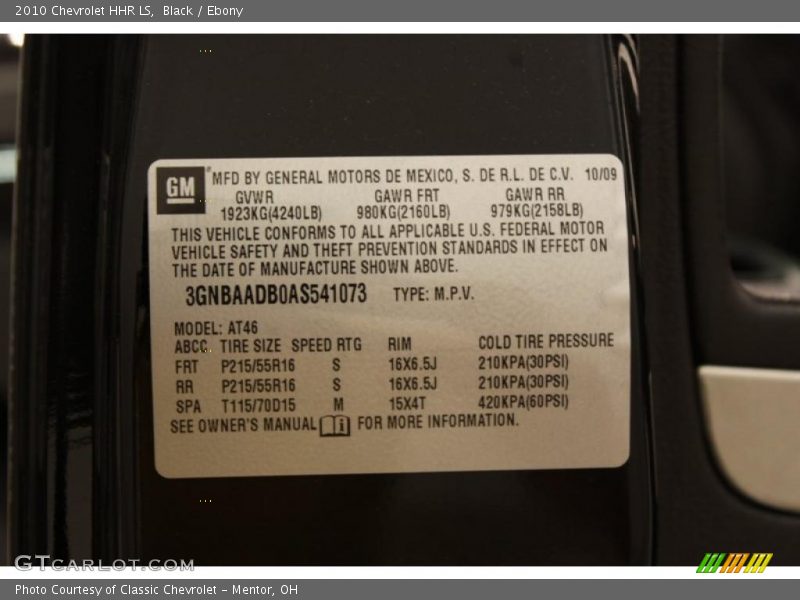 2010 Chevrolet HHR LS, Black / Ebony
GM
MFD BY GENERAL MOTORS DE MEXICO, S. DE R.L. DE C.V. 10/09
GVWR GAWR FRT GAWR RR
1923KG(4240LB) 980KG(2160LB) 979KG(2158LB)
THIS VEHICLE CONFORMS TO ALL APPLICABLE U.S. FEDERAL MOTOR
VEHICLE SAFETY AND THEFT PREVENTION STANDARDS IN EFFECT ON
THE DATE OF MANUFACTURE SHOWN ABOVE.
3GNBAADB0AS541073 TYPE: M.P.V.
MODEL: AT46
ABCC TIRE SIZE SPEED RTG RIM COLD TIRE PRESSURE
FRT P215/55R16 S 16X6.5J 210KPA(30PSI)
RR P215/55R16 S 16X6.5J 210KPA(30PSI)
SPA T115/70D15 M 15X4T 420KPA(60PSI)
SEE OWNER'S MANUAL i FOR MORE INFORMATION.
GTCARLOT.COM
Photo Courtesy of Classic Chevrolet - Mentor, OH